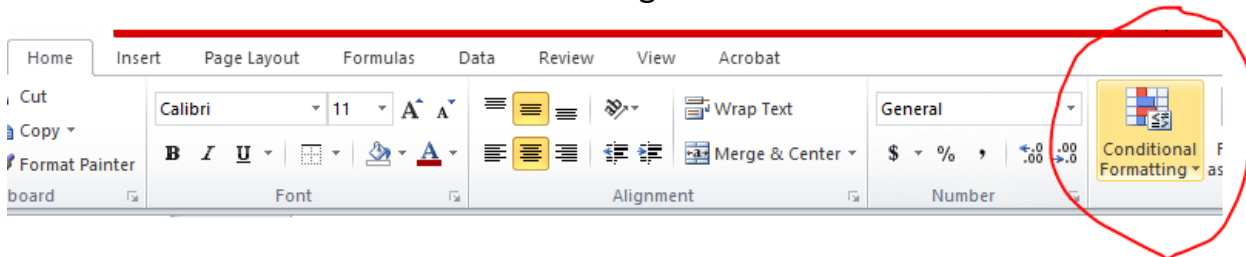 Home Insert Page Layout Formulas Data Review View Acrobat
Cut
Calibri 11 A A Wrap Text General
Copy
B I U A Merge & Center $ % , .00 .00 .0 Conditional
Format Painter Formatting as
board Font Alignment Number